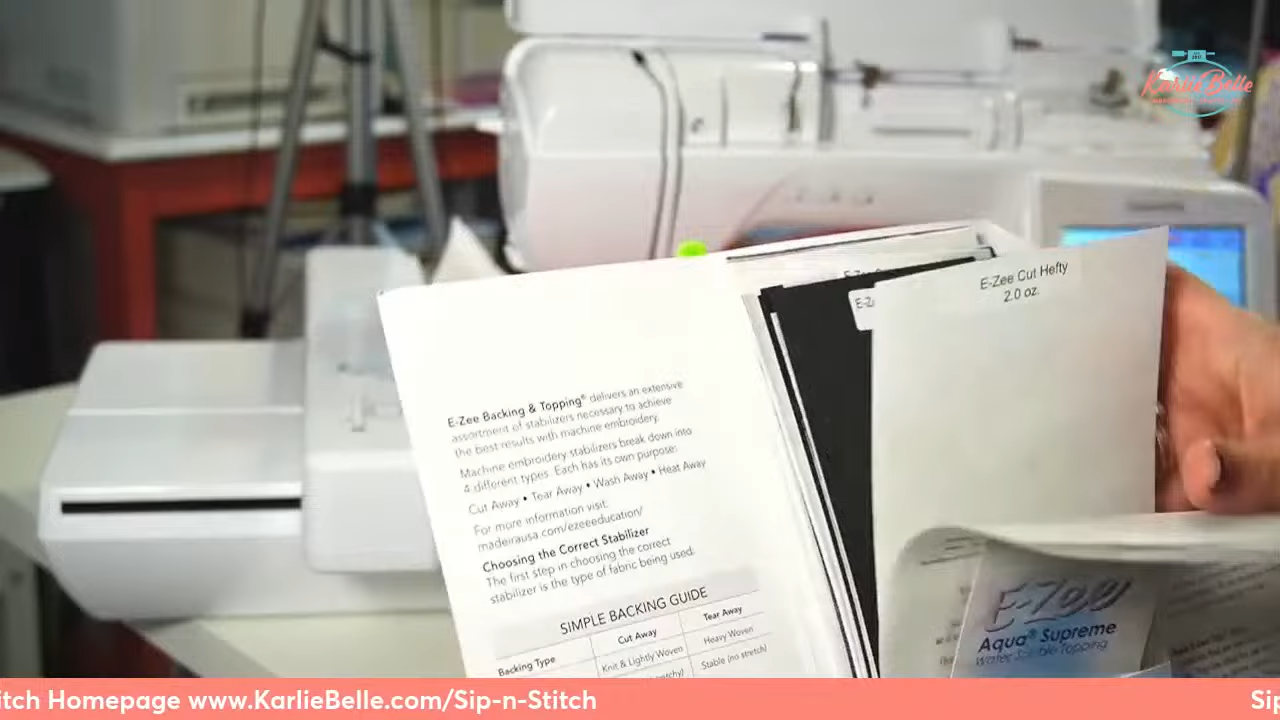 KarlieBelle
E-Zee Cut Hefty
2.0 oz.
E-Zee Backing & Topping® delivers an extensive
assortment of stabilizers necessary to achieve
the best results with machine embroidery.
Machine embroidery stabilizers break down into
4 different types. Each has its own purpose:
Cut Away • Tear Away • Wash Away • Heat Away
For more information visit:
madeirausa.com/ezeeeducation/
Choosing the Correct Stabilizer
The first step in choosing the correct
stabilizer is the type of fabric being used:
SIMPLE BACKING GUIDE
Backing Type Cut Away Tear Away
Knit & Lightly Woven Heavy Woven
Stable (no stretch)
E-Zee
Aqua® Supreme
Water Soluble Topping
itch Homepage www.KarlieBelle.com/Sip-n-Stitch
Sip